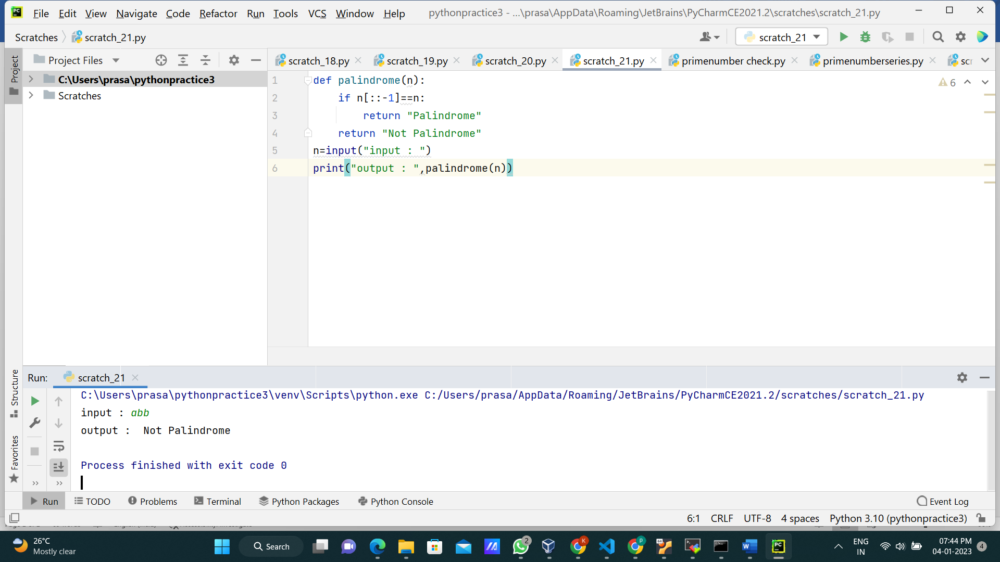 PC File Edit View Navigate Code Refactor Run Tools VCS Window Help pythonpractice3 - ...\prasa\AppData\Roaming\JetBrains\PyCharmCE2021.2\scratches\scratch_21.py
Scratches scratch_21.py scratch_21
Project
Project Files scratch_18.py scratch_19.py scratch_20.py scratch_21.py primenumber check.py primenumberseries.py scr
C:\Users\prasa\pythonpractice3
Scratches
6
1 def palindrome(n):
2 if n[::-1]==n:
3 return "Palindrome"
4 return "Not Palindrome"
5 n=input("input : ")
6 print("output : ",palindrome(n))
Structure
Favorites
Run: scratch_21
C:\Users\prasa\pythonpractice3\venv\Scripts\python.exe C:/Users/prasa/AppData/Roaming/JetBrains/PyCharmCE2021.2/scratches/scratch_21.py
input : abb
output :  Not Palindrome
Process finished with exit code 0
Run TODO Problems Terminal Python Packages Python Console Event Log
6:1 CRLF UTF-8 4 spaces Python 3.10 (pythonpractice3)
26°C
Mostly clear
Search
2
K
P
64
W
PC
ENG
IN
07:44 PM
04-01-2023
4